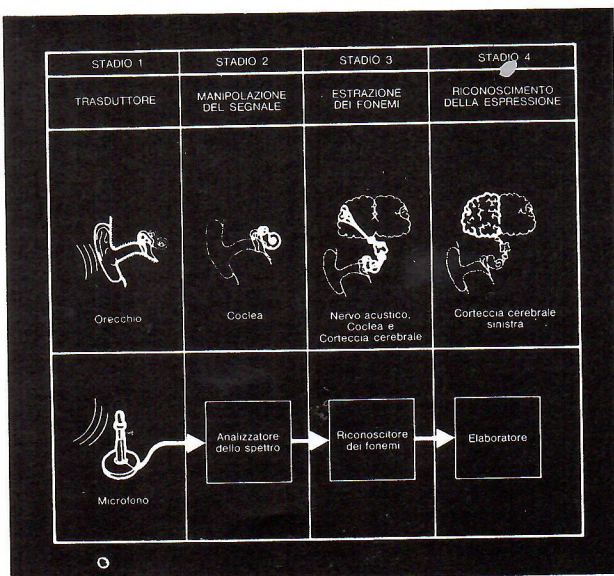 STADIO 1
STADIO 2
STADIO 3
STADIO 4
TRASDUTTORE
MANIPOLAZIONE
DEL SEGNALE
ESTRAZIONE
DEI FONEMI
RICONOSCIMENTO
DELLA ESPRESSIONE
Orecchio
Coclea
Nervo acustico,
Coclea e
Corteccia cerebrale
Corteccia cerebrale
sinistra
Microfono
Analizzatore
dello spettro
Riconoscitore
dei fonemi
Elaboratore